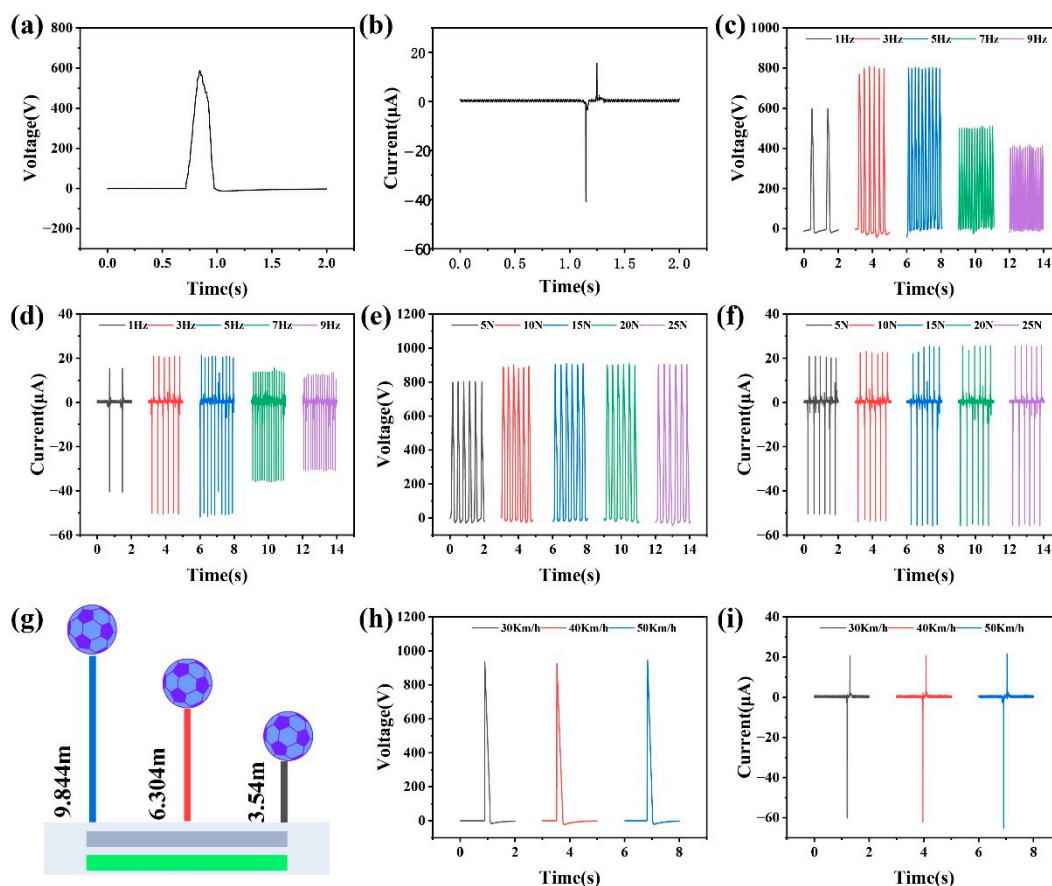 (a)
800
600
400
200
0
−200
Voltage(V)
0.0 0.5 1.0 1.5 2.0
Time(s)
(b)
20
0
−20
−40
−60
Current(μA)
0.0 0.5 1.0 1.5 2.0
Time(s)
(c)
1Hz 3Hz 5Hz 7Hz 9Hz
1000
800
600
400
200
0
Voltage(V)
0 2 4 6 8 10 12 14
Time(s)
(d)
1Hz 3Hz 5Hz 7Hz 9Hz
40
20
0
−20
−40
−60
Current(μA)
0 2 4 6 8 10 12 14
Time(s)
(e)
5N 10N 15N 20N 25N
1200
900
600
300
0
Voltage(V)
0 2 4 6 8 10 12 14
Time(s)
(f)
5N 10N 15N 20N 25N
40
20
0
−20
−40
−60
Current(μA)
0 2 4 6 8 10 12 14
Time(s)
(g)
9.844m
6.304m
3.54m
(h)
30Km/h 40Km/h 50Km/h
1200
1000
800
600
400
200
0
Voltage(V)
0 2 4 6 8
Time(s)
(i)
30Km/h 40Km/h 50Km/h
40
20
0
−20
−40
−60
Current(μA)
0 2 4 6 8
Time(s)